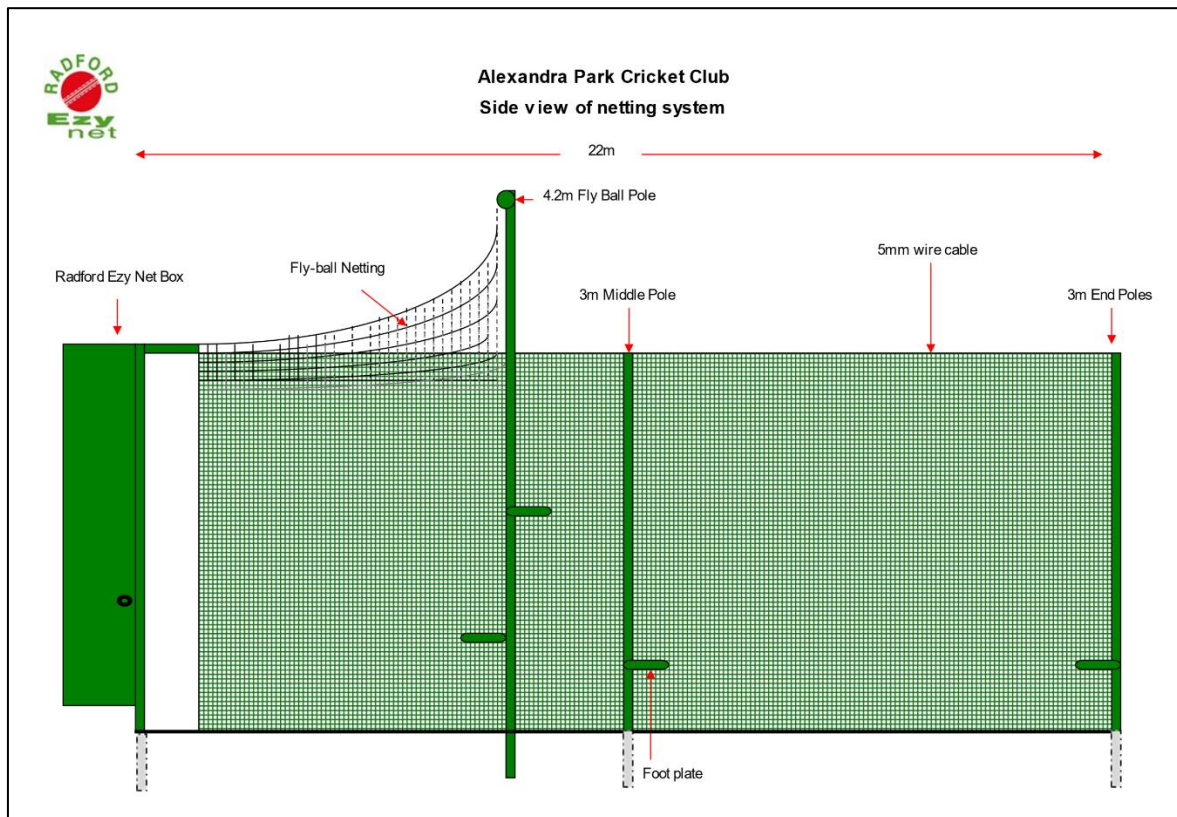 RADFORD
Ezy
net
Alexandra Park Cricket Club
Side view of netting system
22m
4.2m Fly Ball Pole
5mm wire cable
Fly-ball Netting
Radford Ezy Net Box
3m Middle Pole
3m End Poles
Foot plate